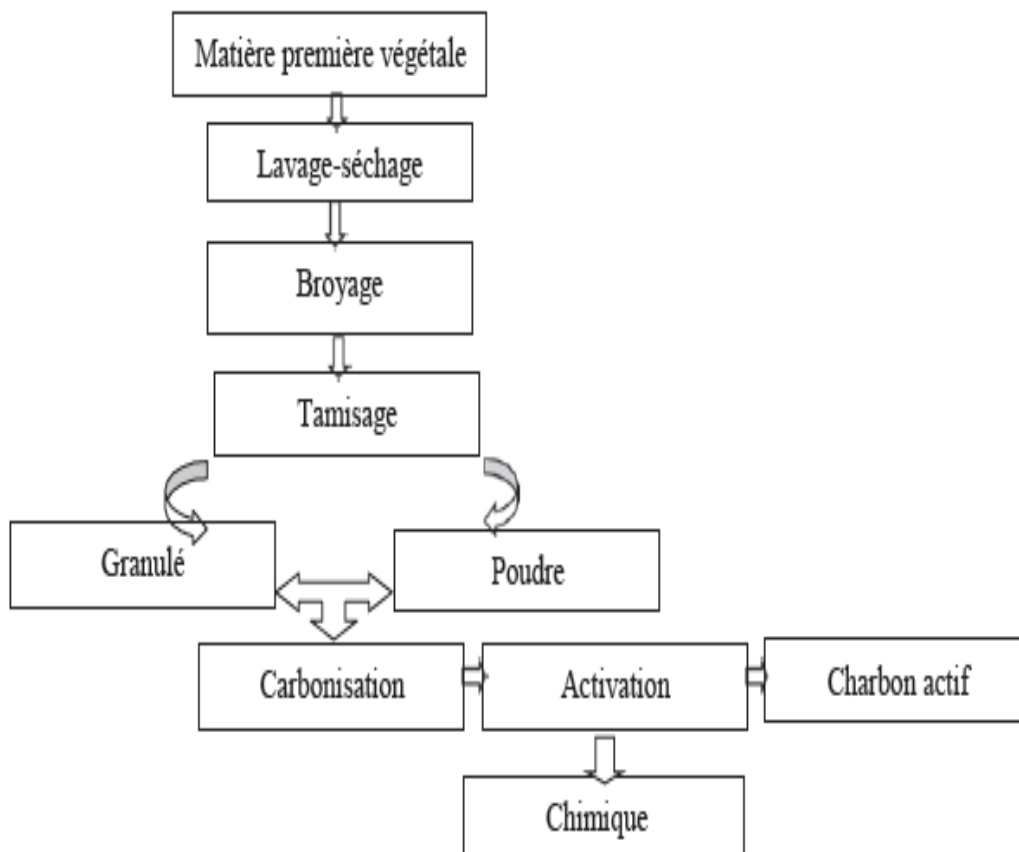 Matière première végétale
Lavage-séchage
Broyage
Tamisage
Granulé
Poudre
Carbonisation
Activation
Charbon actif
Chimique